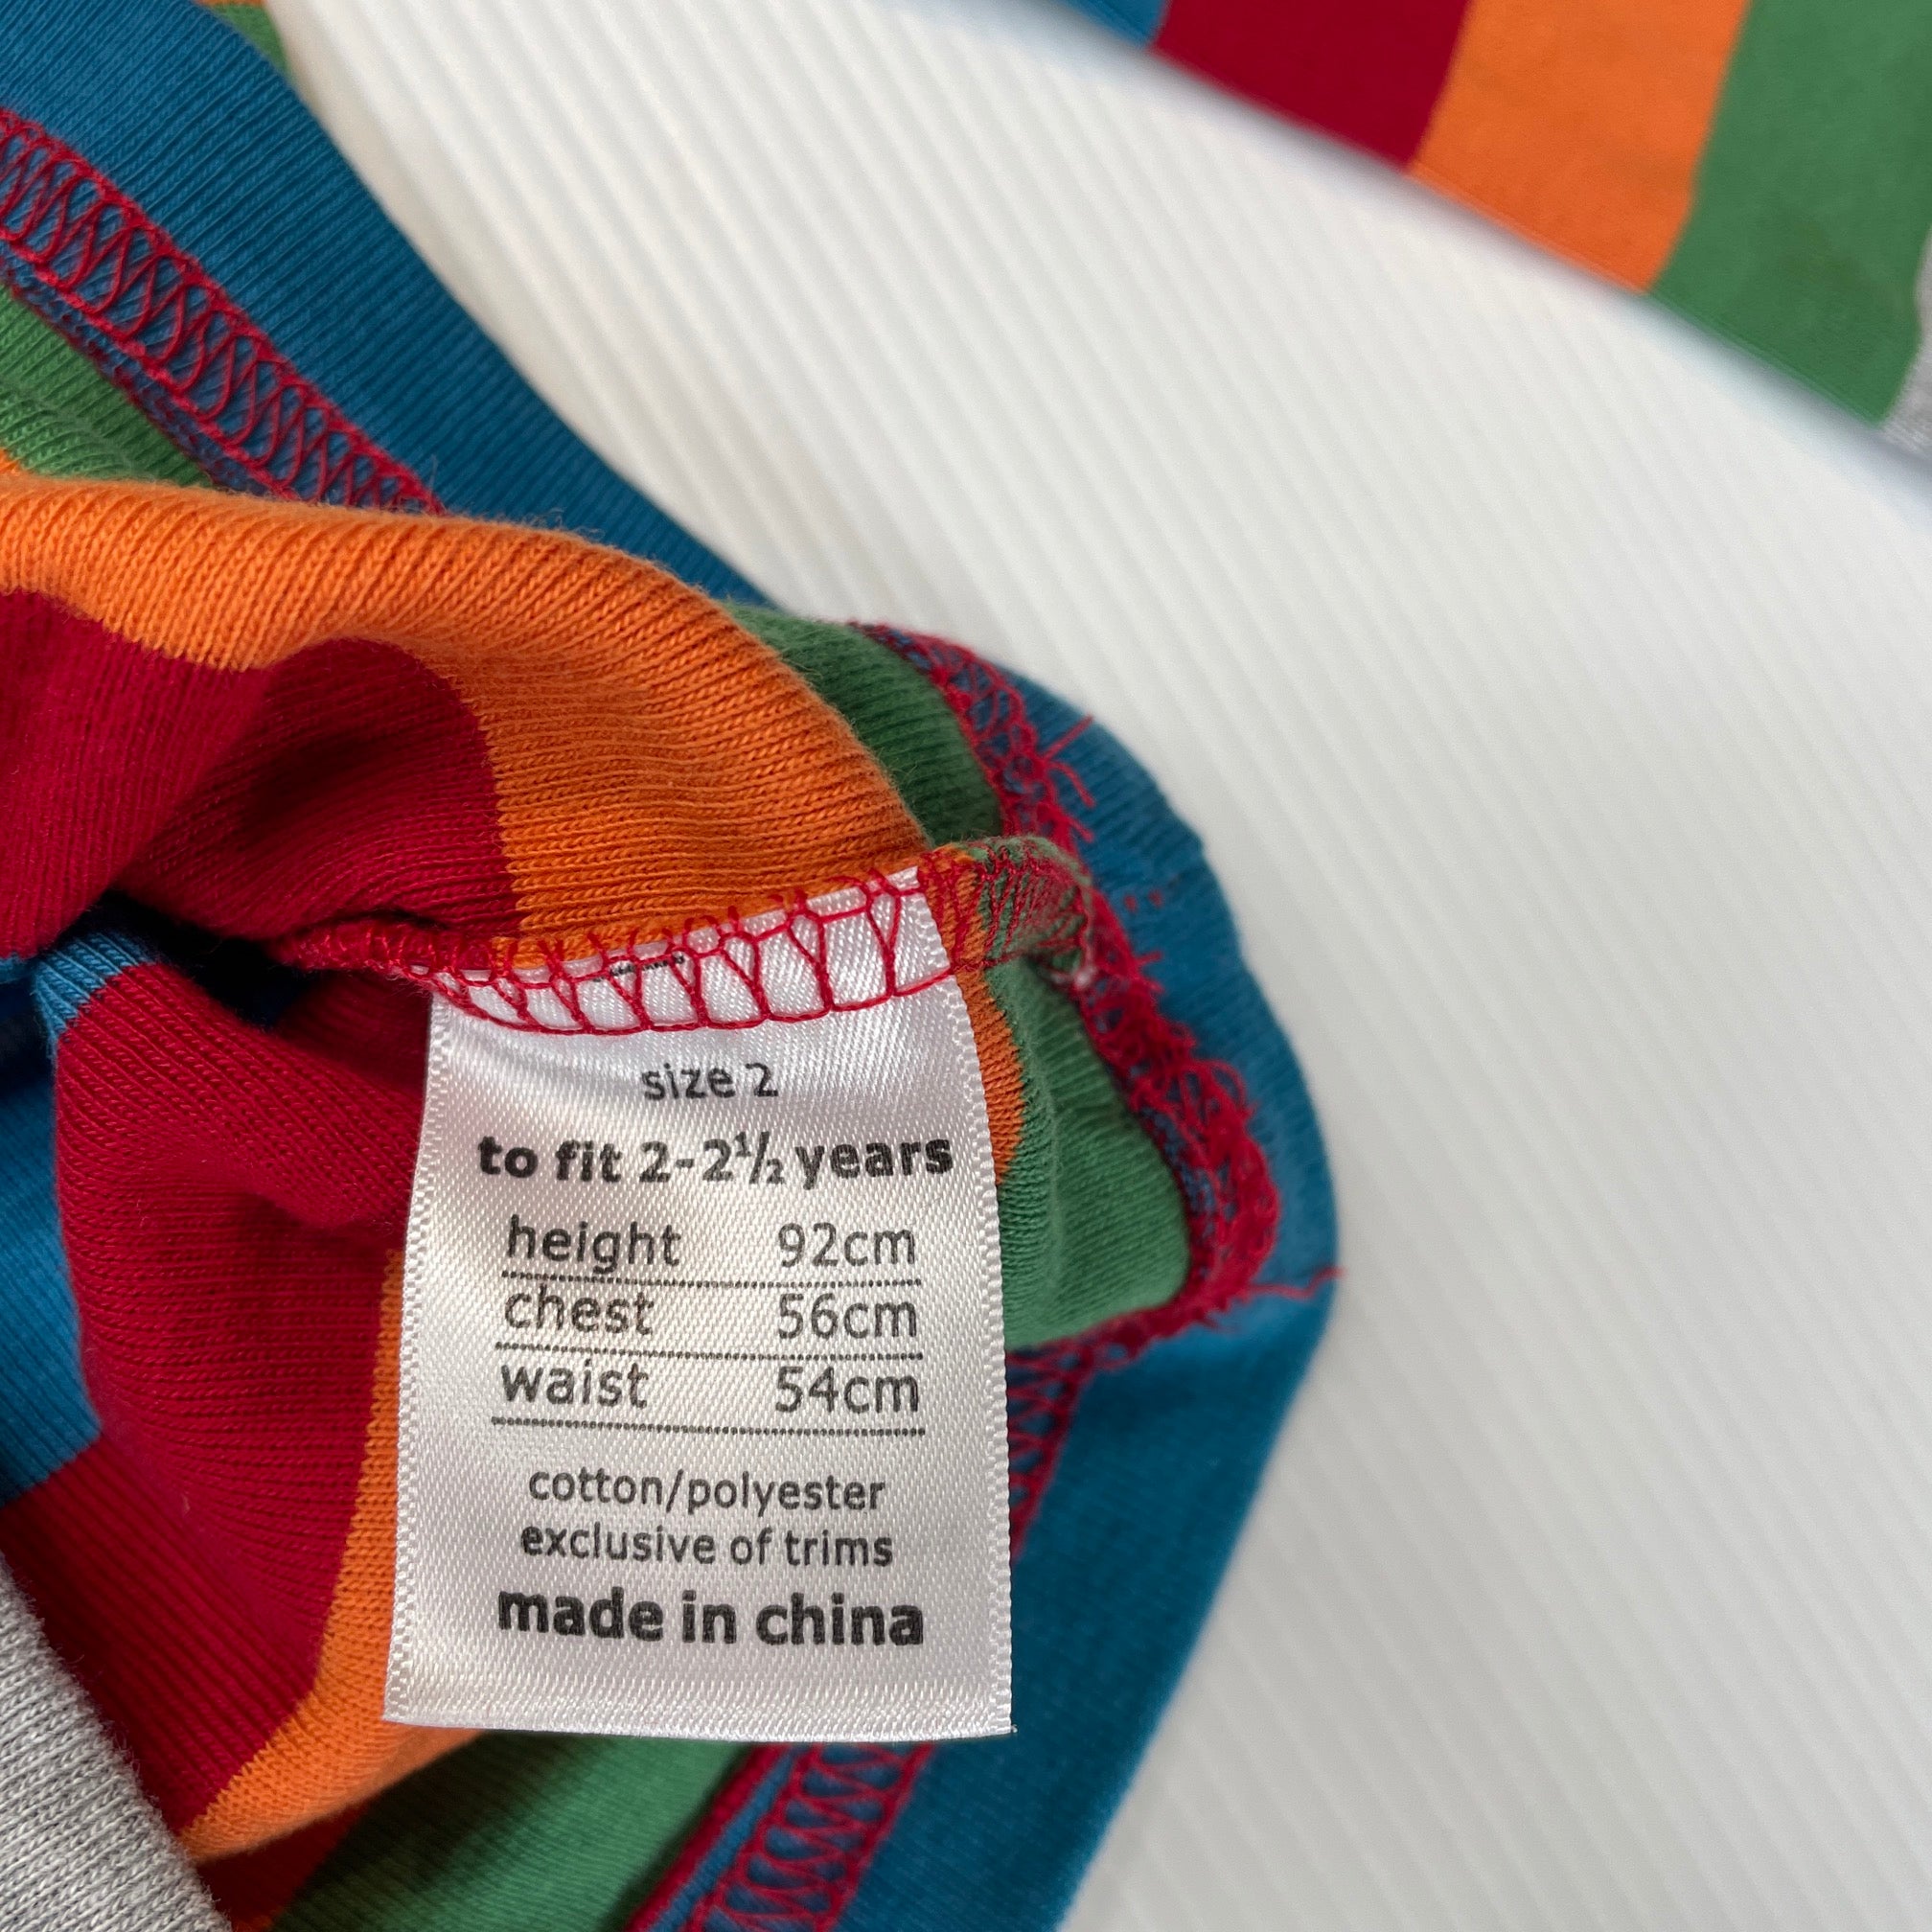 size 2
to fit 2-2½ years
height 92cm
chest 56cm
waist 54cm
cotton/polyester
exclusive of trims
made in china